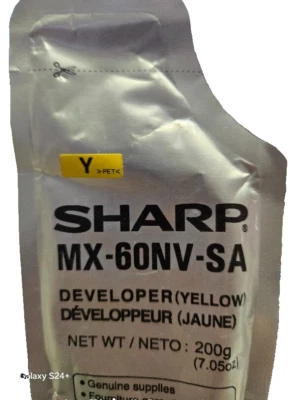 Y >PET<
SHARP®
MX-60NV-SA
DEVELOPER (YELLOW)
DÉVELOPPEUR (JAUNE)
NET WT / NETO : 200g
(7.05oz)
• Genuine supplies
• Fourniture
Galaxy S24+